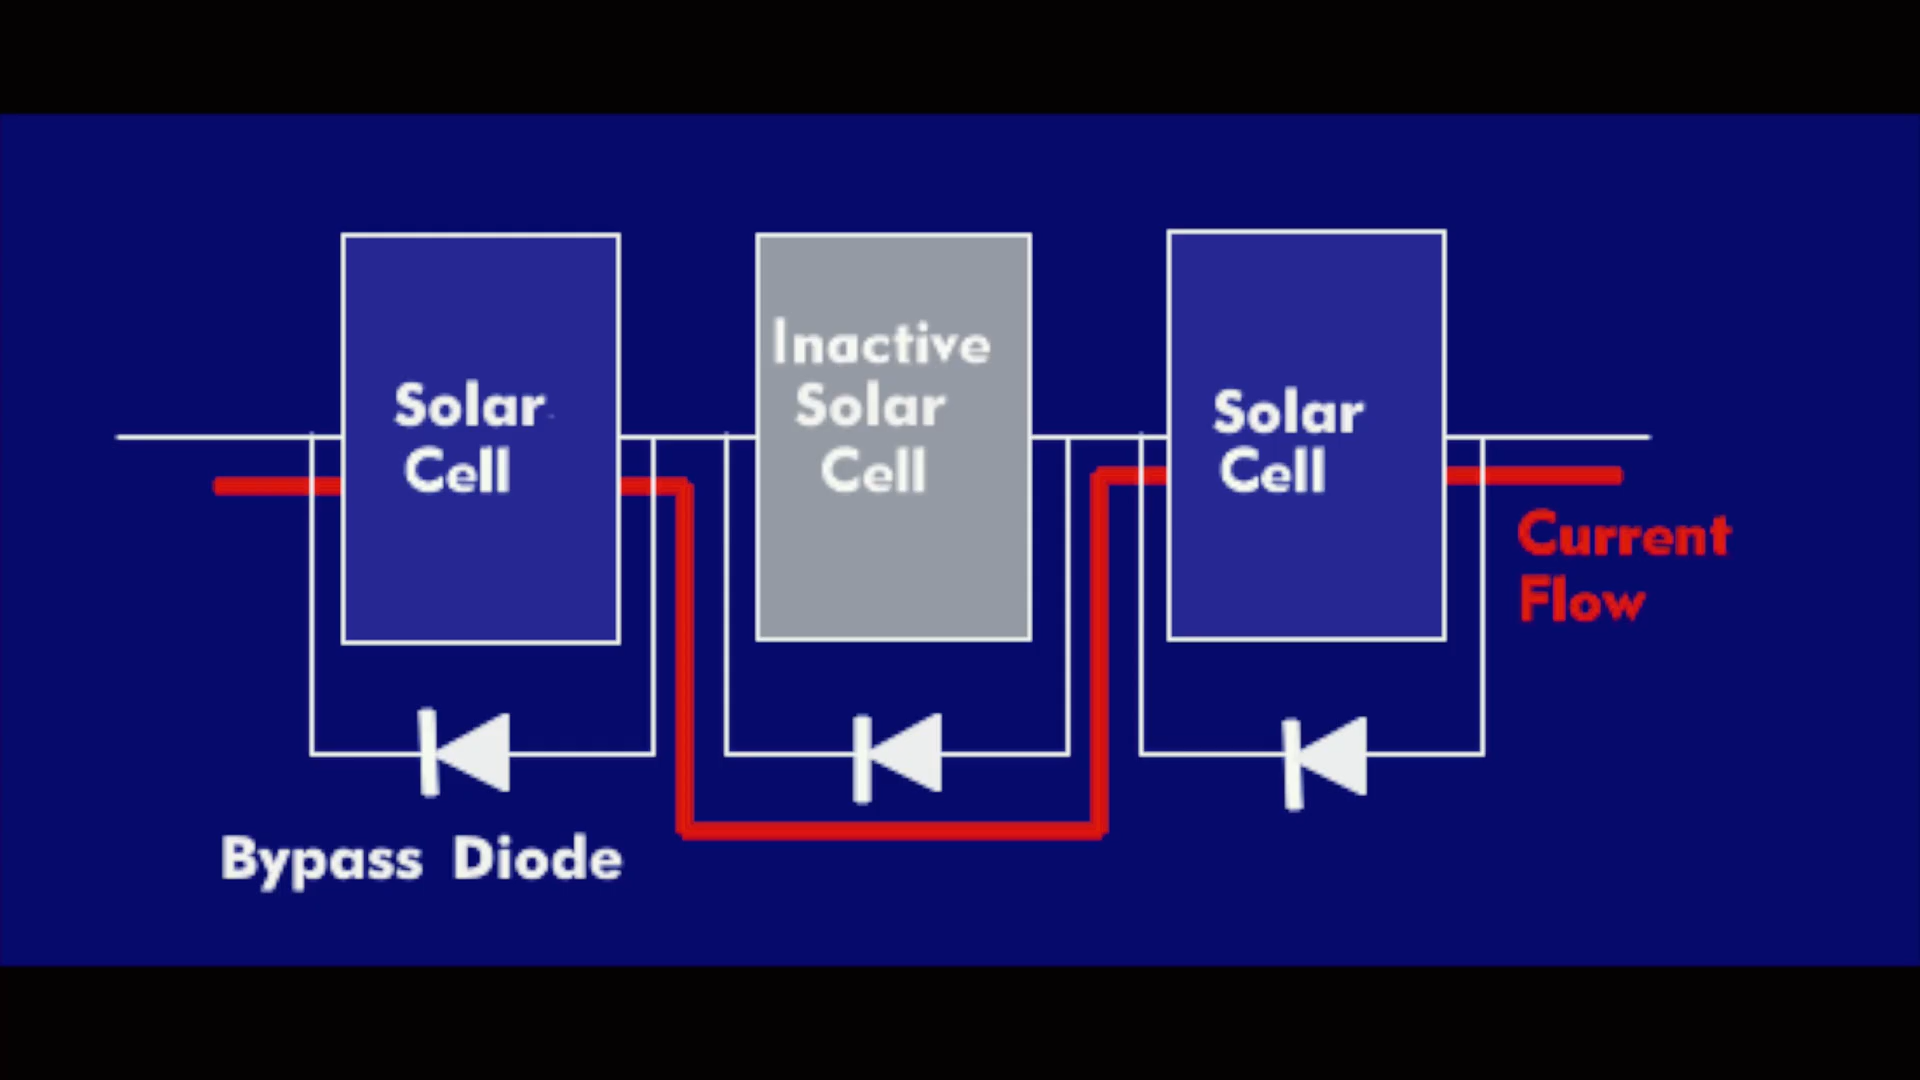 Solar
Cell
Inactive
Solar
Cell
Solar
Cell
Current
Flow
Bypass Diode